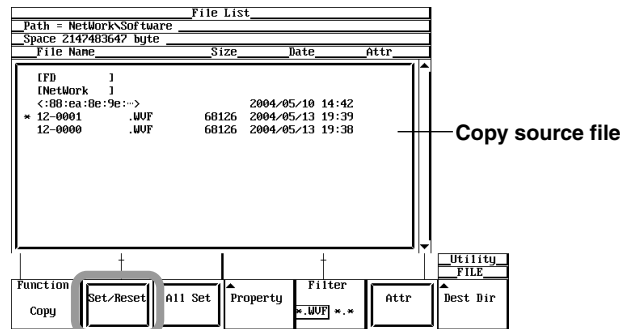 File List
Path = NetWork\Software
Space 2147483647 byte
File Name Size Date Attr
[FD ]
[NetWork ]
<:88:ea:8e:9e:…> 2004/05/10 14:42
* 12-0001 .WVF 68126 2004/05/13 19:39
12-0000 .WVF 68126 2004/05/13 19:38
Copy source file
Utility
FILE
Function
Copy
Set/Reset
All Set
Property
Filter
*.WVF *.*
Attr
Dest Dir